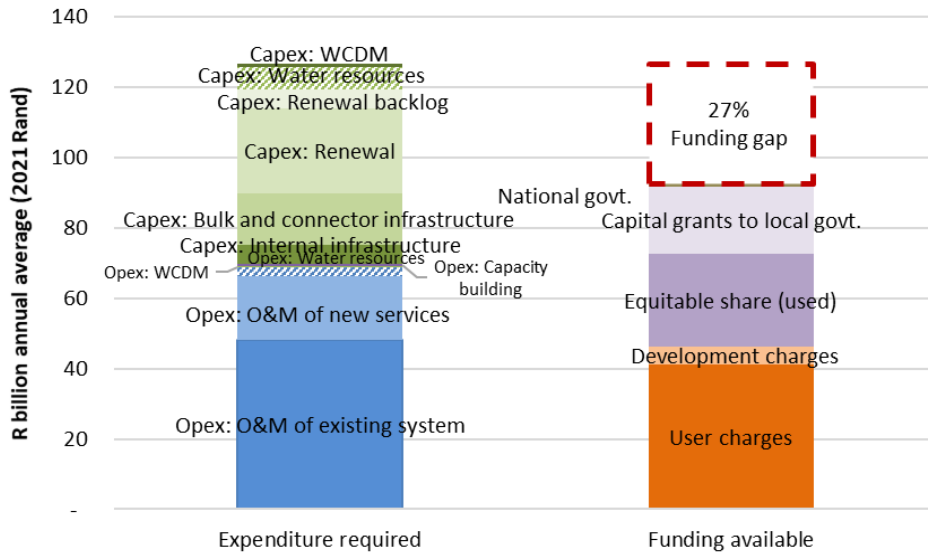 R billion annual average (2021 Rand)
140
120
100
80
60
40
20
-
Capex: WCDM
Capex: Water resources
Capex: Renewal backlog
Capex: Renewal
Capex: Bulk and connector infrastructure
Capex: Internal infrastructure
Opex: Water resources
Opex: WCDM
Opex: Capacity
building
Opex: O&M of new services
Opex: O&M of existing system
27%
Funding gap
National govt.
Capital grants to local govt.
Equitable share (used)
Development charges
User charges
Expenditure required
Funding available